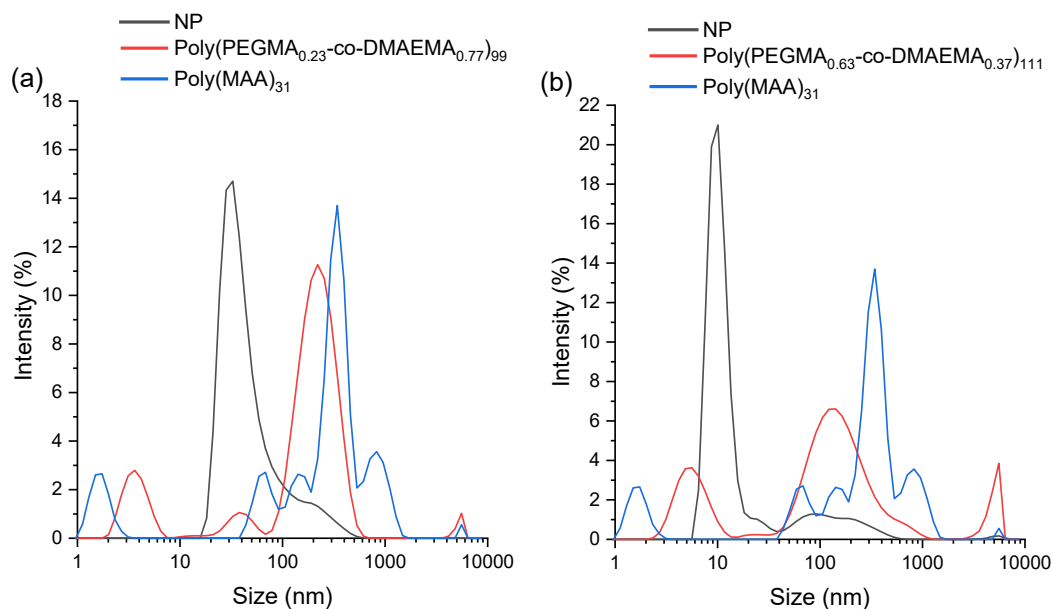 NP
Poly(PEGMA0.23-co-DMAEMA0.77)99
Poly(MAA)31
(a)
18
16
14
12
10
8
6
4
2
0
Intensity (%)
1
10
100
1000
10000
Size (nm)
NP
Poly(PEGMA0.63-co-DMAEMA0.37)111
Poly(MAA)31
(b)
22
20
18
16
14
12
10
8
6
4
2
0
Intensity (%)
1
10
100
1000
10000
Size (nm)